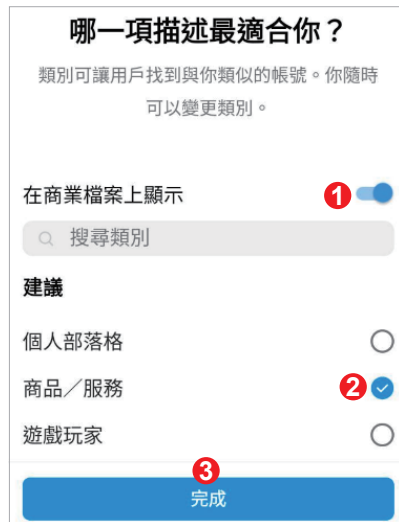 哪一項描述最適合你？
類別可讓用戶找到與你類似的帳號。你隨時
可以變更類別。
在商業檔案上顯示 1
搜尋類別
建議
個人部落格
商品／服務 2
遊戲玩家
3
完成